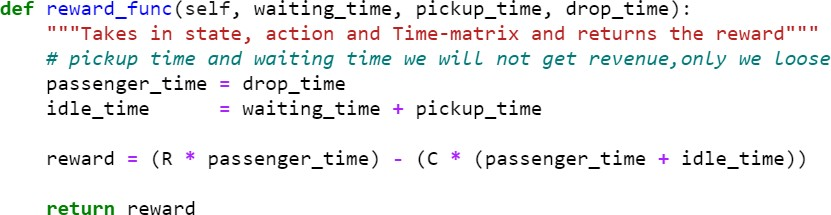 def reward_func(self, waiting_time, pickup_time, drop_time):
    """Takes in state, action and Time-matrix and returns the reward"""
    # pickup time and waiting time we will not get revenue,only we loose
    passenger_time = drop_time
    idle_time      = waiting_time + pickup_time

    reward = (R * passenger_time) - (C * (passenger_time + idle_time))

    return reward